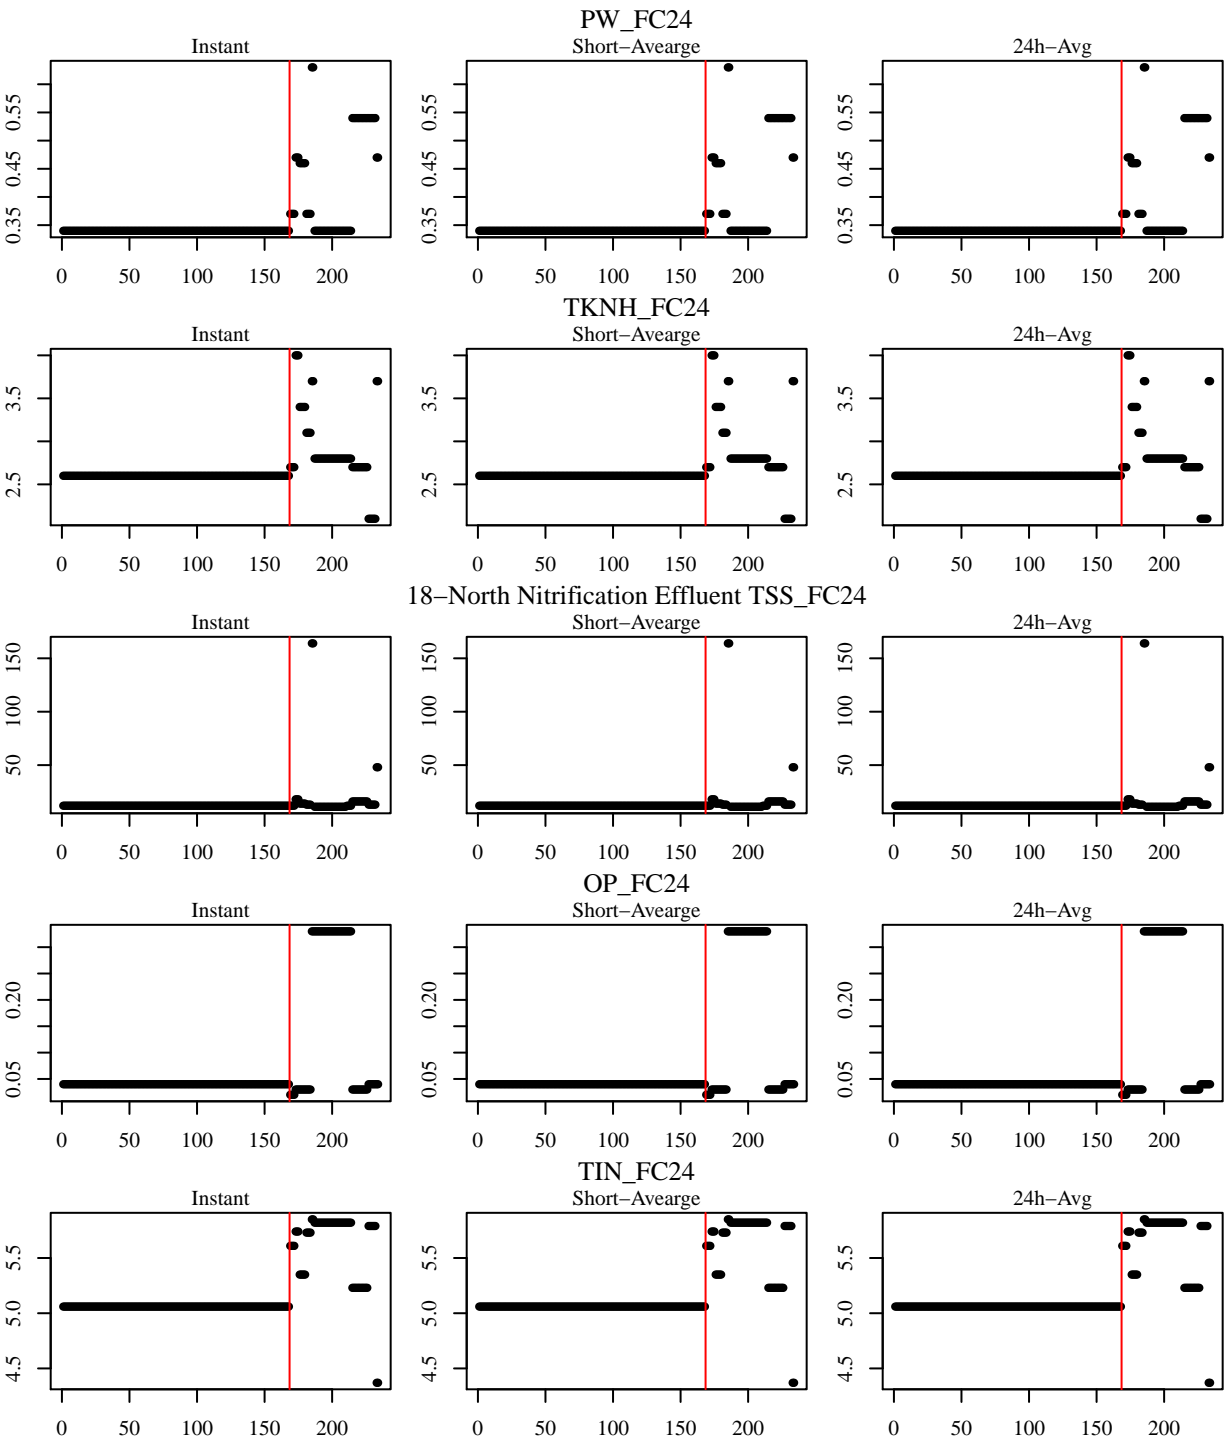 PW_FC24
Instant Short−Avearge 24h−Avg
0.35 0.45 0.55 0.35 0.45 0.55 0.35 0.45 0.55
0 50 100 150 200 0 50 100 150 200 0 50 100 150 200
TKNH_FC24
Instant Short−Avearge 24h−Avg
2.5 3.5 2.5 3.5 2.5 3.5
0 50 100 150 200 0 50 100 150 200 0 50 100 150 200
18−North Nitrification Effluent TSS_FC24
Instant Short−Avearge 24h−Avg
50 100 150 50 100 150 50 100 150
0 50 100 150 200 0 50 100 150 200 0 50 100 150 200
OP_FC24
Instant Short−Avearge 24h−Avg
0.05 0.20 0.05 0.20 0.05 0.20
0 50 100 150 200 0 50 100 150 200 0 50 100 150 200
TIN_FC24
Instant Short−Avearge 24h−Avg
4.5 5.0 5.5 4.5 5.0 5.5 4.5 5.0 5.5
0 50 100 150 200 0 50 100 150 200 0 50 100 150 200